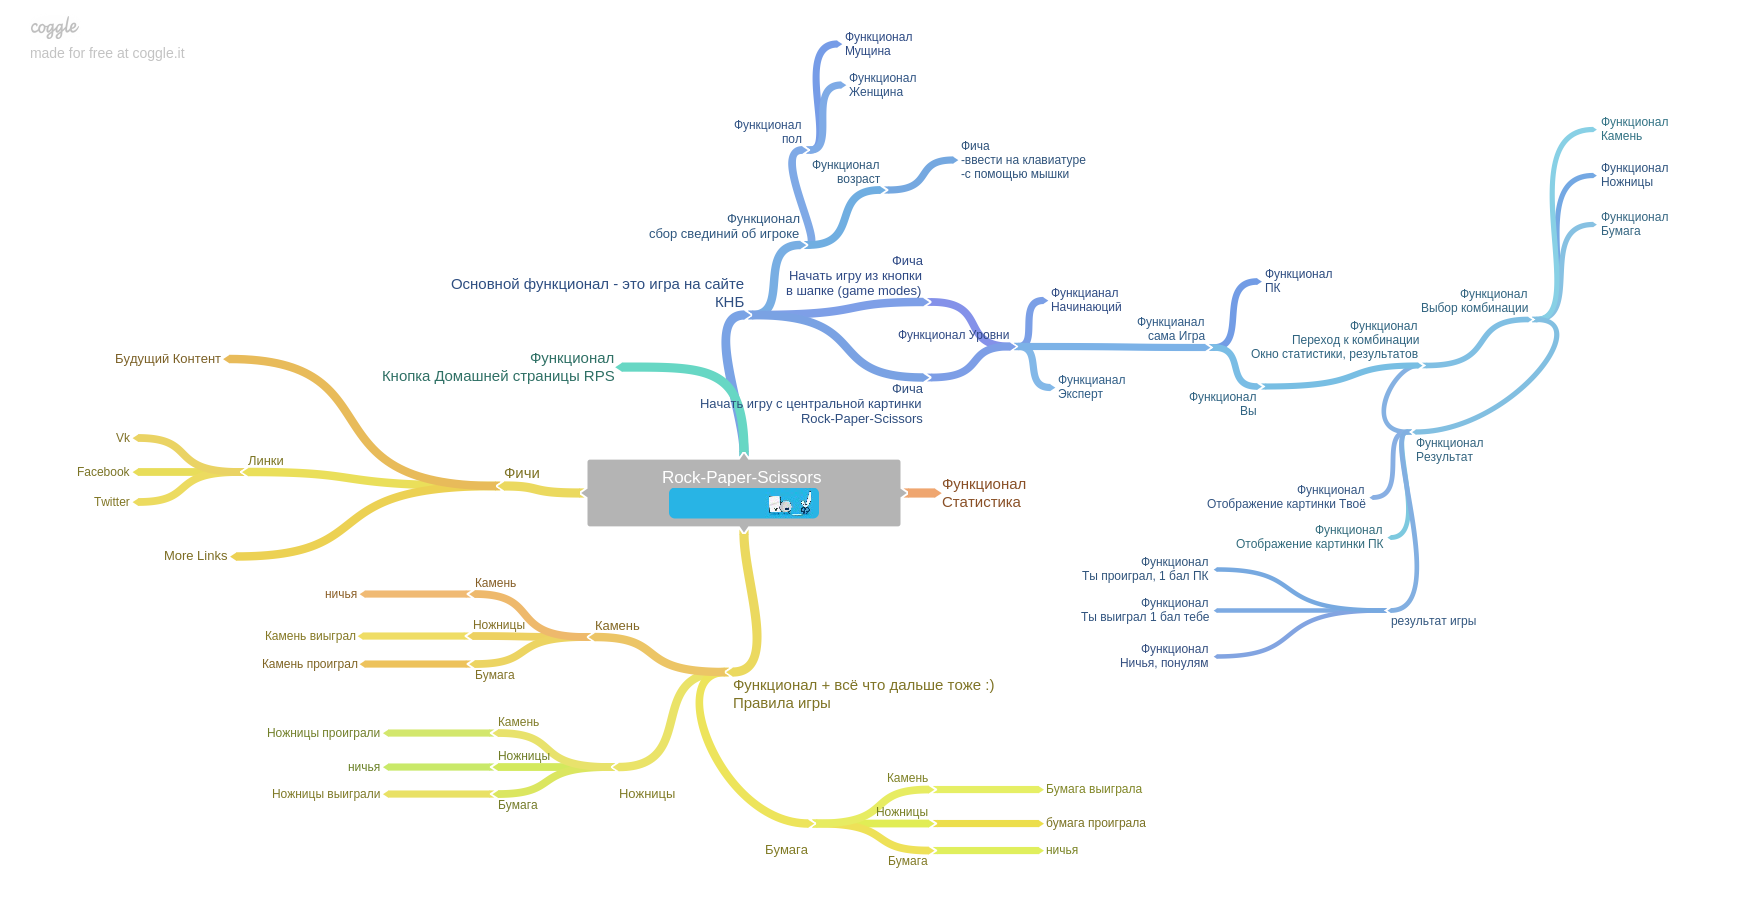 coggle
made for free at coggle.it
Функционал
Мущина
Функционал
Женщина
Функционал
пол
Функционал
возраст
Фича
-ввести на клавиатуре
-с помощью мышки
Функционал
сбор свединий об игроке
Основной функционал - это игра на сайте
КНБ
Фича
Начать игру из кнопки
в шапке (game modes)
Функционал Уровни
Фича
Начать игру с центральной картинки
Rock-Paper-Scissors
Функцианал
Начинающий
Функцианал
Эксперт
Функцианал
сама Игра
Функционал
ПК
Функционал
Вы
Функционал
Переход к комбинации
Окно статистики, результатов
Функционал
Выбор комбинации
Функционал
Камень
Функционал
Ножницы
Функционал
Бумага
Функционал
Результат
Функционал
Отображение картинки Твоё
Функционал
Отображение картинки ПК
результат игры
Функционал
Ты проиграл, 1 бал ПК
Функционал
Ты выиграл 1 бал тебе
Функционал
Ничья, понулям
Функционал
Кнопка Домашней страницы RPS
Rock-Paper-Scissors
Функционал
Статистика
Фичи
Будущий Контент
Линки
Vk
Facebook
Twitter
More Links
Функционал + всё что дальше тоже :)
Правила игры
Камень
Камень
ничья
Ножницы
Камень виыграл
Бумага
Камень проиграл
Ножницы
Камень
Ножницы проиграли
Ножницы
ничья
Бумага
Ножницы выиграли
Бумага
Камень
Бумага выиграла
Ножницы
бумага проиграла
Бумага
ничья